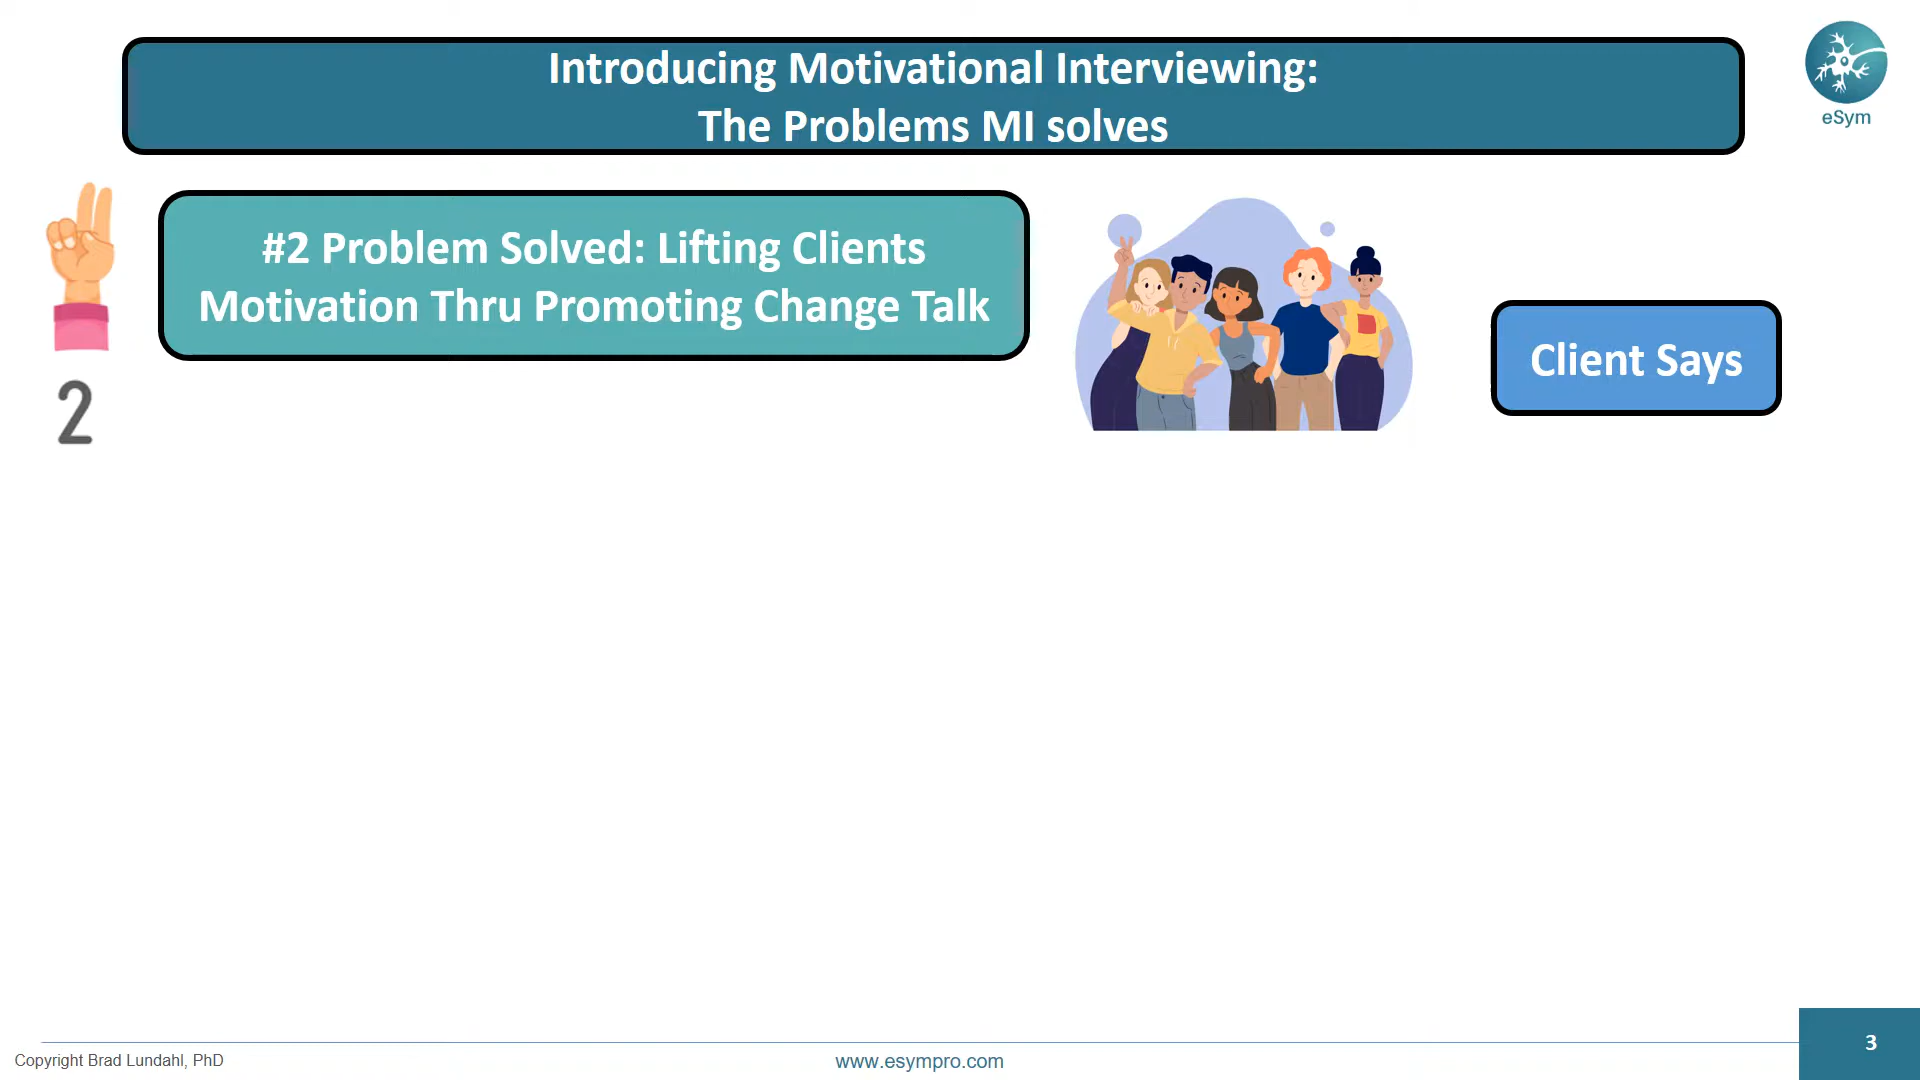 Introducing Motivational Interviewing:
The Problems MI solves
eSym
#2 Problem Solved: Lifting Clients
Motivation Thru Promoting Change Talk
Client Says
2
Copyright Brad Lundahl, PhD
www.esympro.com
3